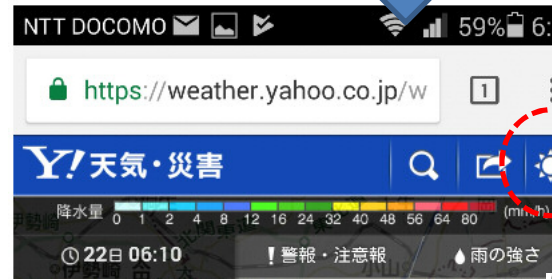 NTT DOCOMO 59% 6:
https://weather.yahoo.co.jp/w 1
Y!天気・災害
降水量 0 1 2 4 8 12 16 24 32 40 48 56 64 80 (mm/h)
22日 06:10 !警報・注意報 雨の強さ